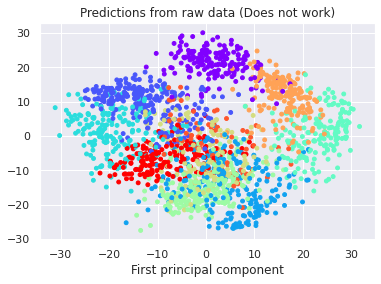 Predictions from raw data (Does not work)
30
20
10
0
−10
−20
−30
−30 −20 −10 0 10 20 30
First principal component